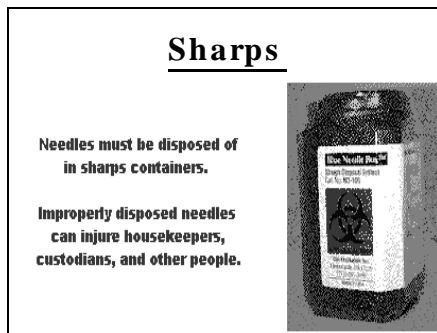 Sharps
Needles must be disposed of
in sharps containers.
Improperly disposed needles
can injure housekeepers,
custodians, and other people.
Blue Needle Box